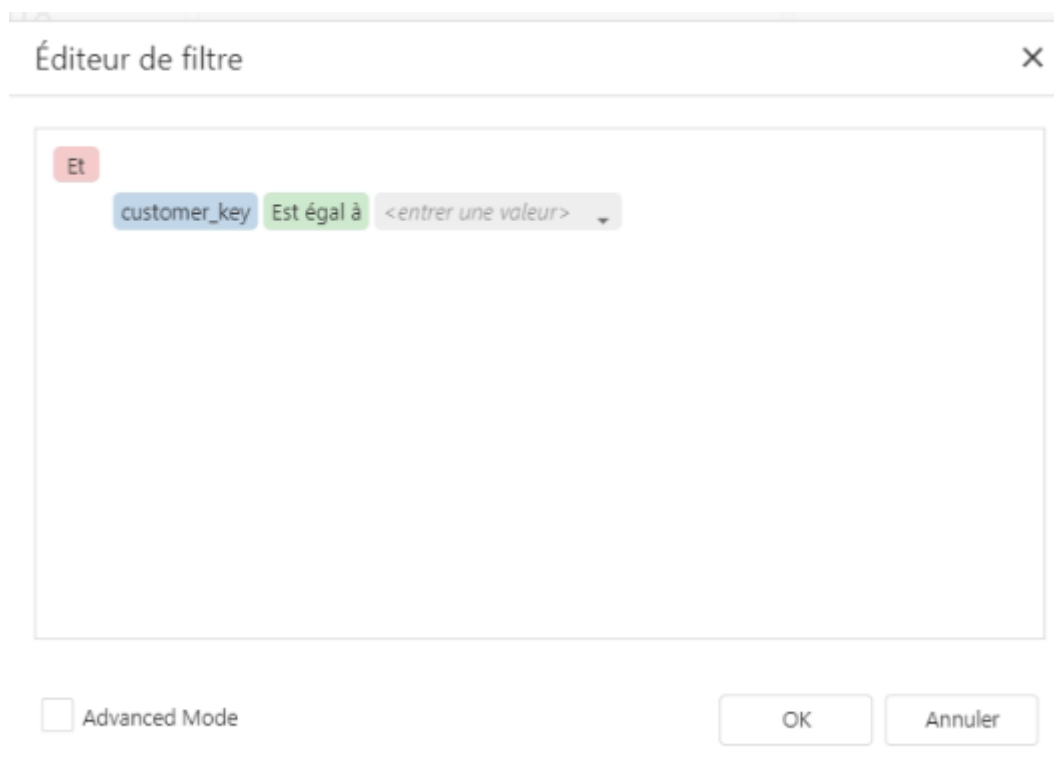 Éditeur de filtre
Et
customer_key Est égal à <entrer une valeur>
Advanced Mode
OK Annuler